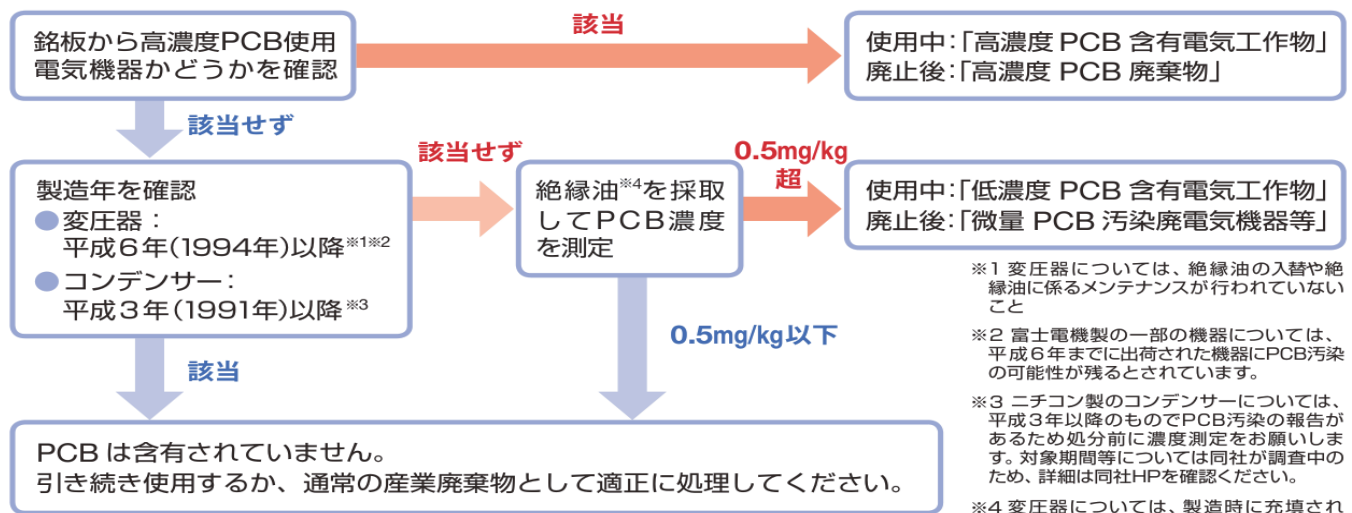 銘板から高濃度PCB使用
電気機器かどうかを確認
該当
使用中:「高濃度 PCB 含有電気工作物」
廃止後:「高濃度 PCB 廃棄物」
該当せず
製造年を確認
●変圧器:
平成6年(1994年)以降※1※2
●コンデンサー:
平成3年(1991年)以降※3
該当せず
絶縁油※4を採取
してPCB濃度
を測定
0.5mg/kg
超
使用中:「低濃度 PCB 含有電気工作物」
廃止後:「微量 PCB 汚染廃電気機器等」
該当
0.5mg/kg以下
PCB は含有されていません。
引き続き使用するか、通常の産業廃棄物として適正に処理してください。
※1 変圧器については、絶縁油の入替や絶
縁油に係るメンテナンスが行われていない
こと
※2 富士電機製の一部の機器については、
平成6年までに出荷された機器にPCB汚染
の可能性が残るとされています。
※3 ニチコン製のコンデンサーについては、
平成3年以降のものでPCB汚染の報告が
あるため処分前に濃度測定をお願いしま
す。対象期間等については同社が調査中の
ため、詳細は同社HPを確認ください。
※4 変圧器については、製造時に充填され